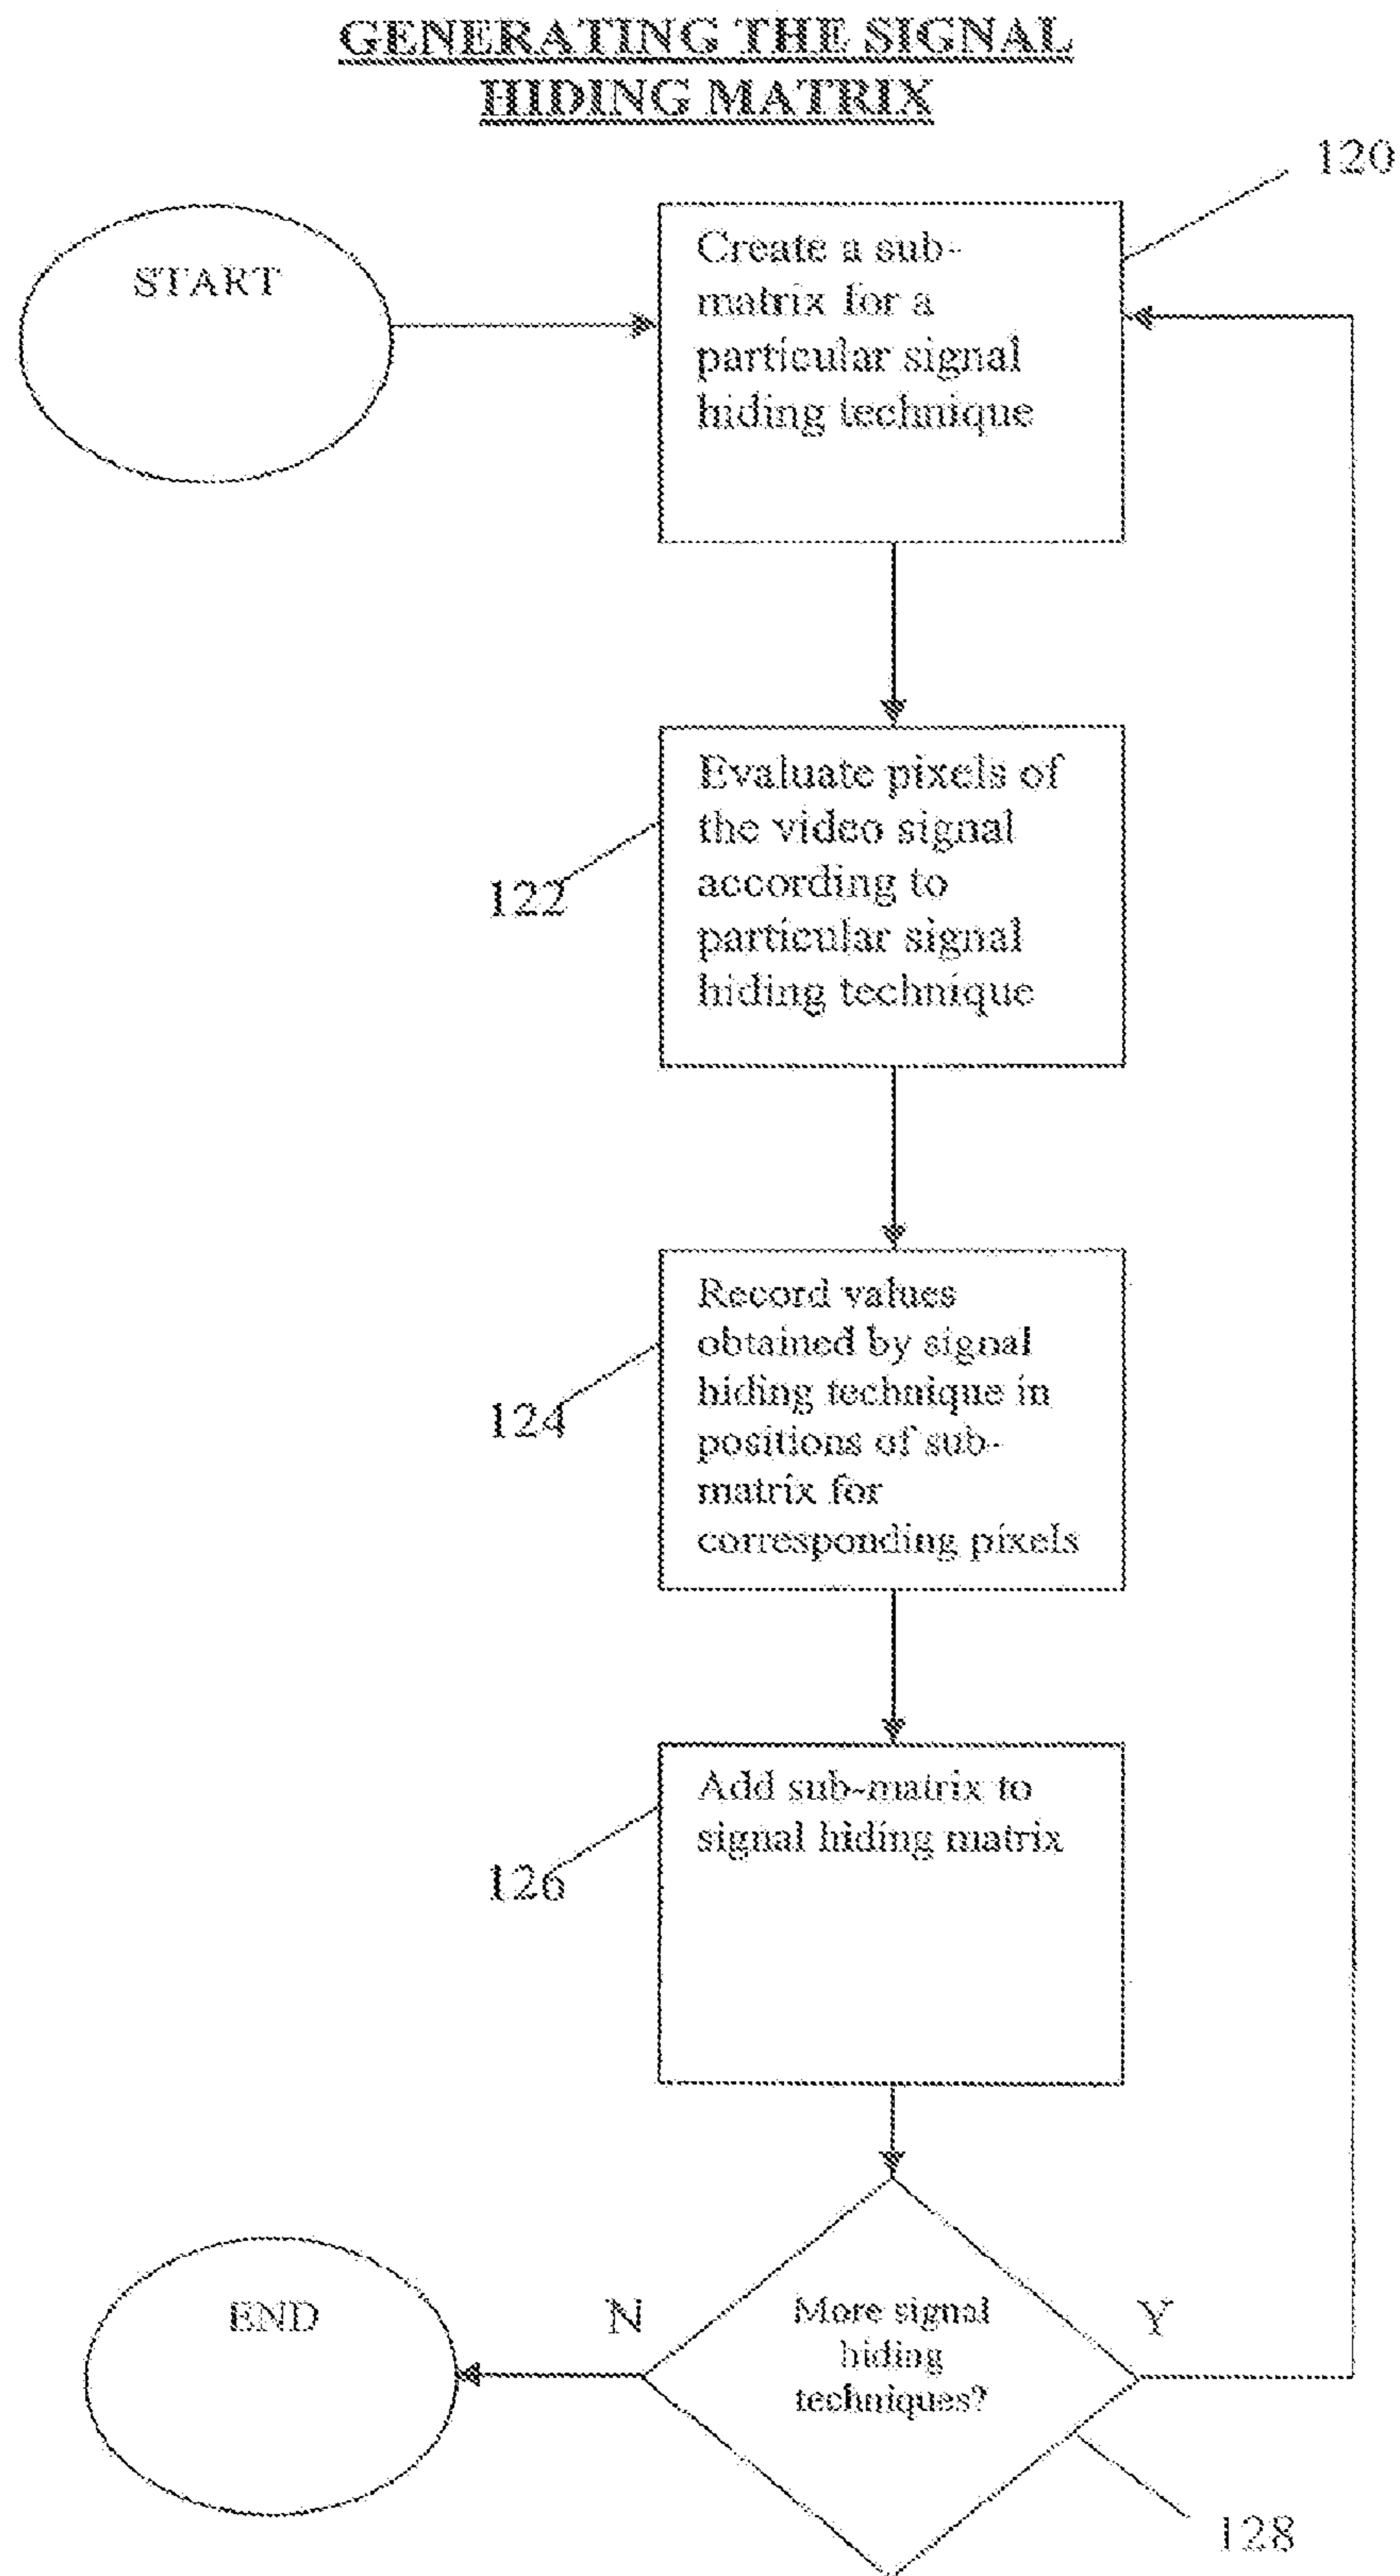 GENERATING THE SIGNAL
HIDING MATRIX
120
START
Create a sub-
matrix for a
particular signal
hiding technique
Evaluate pixels of
the video signal
according to
particular signal
hiding technique
122
Record values
obtained by signal
hiding technique in
positions of sub-
matrix for
corresponding pixels
124
Add sub-matrix to
signal hiding matrix
126
END
N
More signal
hiding
techniques?
Y
128